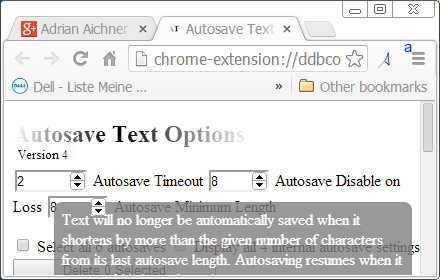 Adrian Aichner
Autosave Text
chrome-extension://ddbco
a
Dell - Liste Meine ...
» Other bookmarks
Autosave Text Options
Version 4
2 Autosave Timeout 8 Autosave Disable on
Loss 8 Autosave Minimum Length
Text will no longer be automatically saved when it
Select all 0 autosaves Display all 4 internal autosave settings
shortens by more than the given number of characters
from its last autosave length. Autosaving resumes when it
Delete 0 Selected